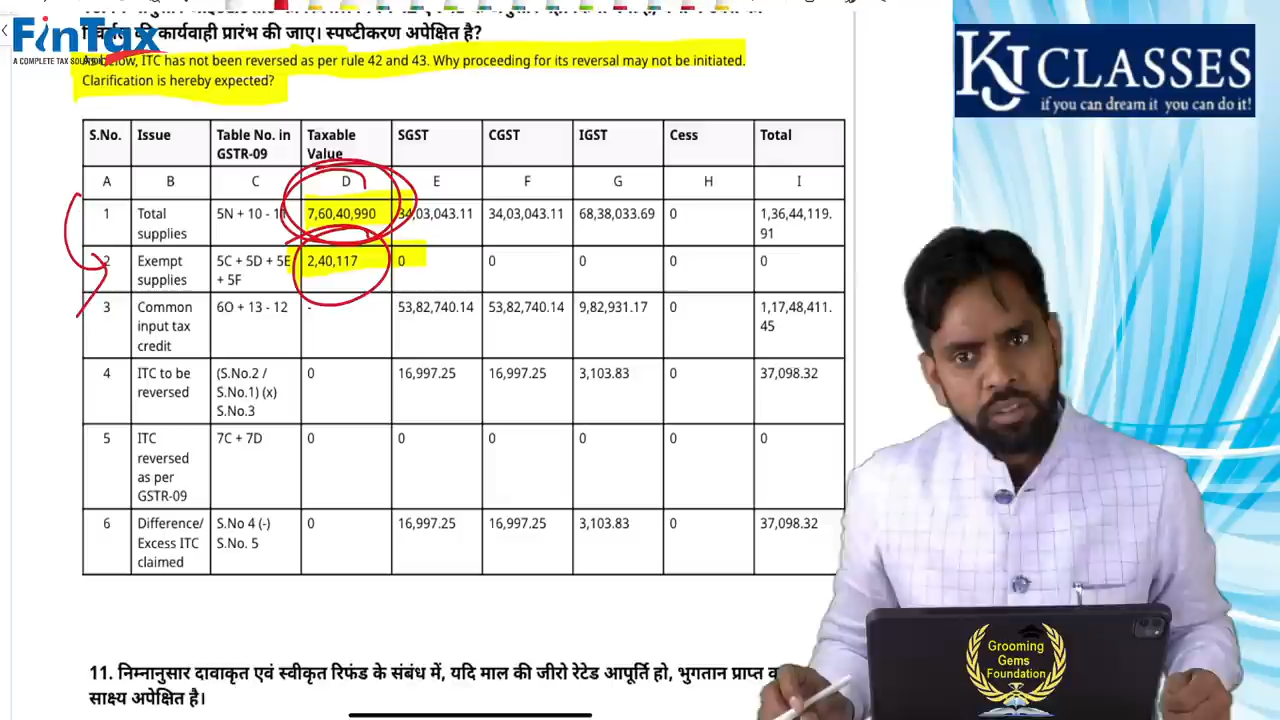 FinTax
A COMPLETE TAX SOLUTION
की कार्यवाही प्रारंभ की जाए। स्पष्टीकरण अपेक्षित है?
below, ITC has not been reversed as per rule 42 and 43. Why proceeding for its reversal may not be initiated.
Clarification is hereby expected?
S.No. Issue Table No. in GSTR-09 Taxable Value SGST CGST IGST Cess Total
A B C D E F G H I
1 Total supplies 5N + 10 - 11 7,60,40,990 34,03,043.11 34,03,043.11 68,38,033.69 0 1,36,44,119.91
2 Exempt supplies 5C + 5D + 5E + 5F 2,40,117 0 0 0 0 0
3 Common input tax credit 6O + 13 - 12 - 53,82,740.14 53,82,740.14 9,82,931.17 0 1,17,48,411.45
4 ITC to be reversed (S.No.2 / S.No.1) (x) S.No.3 0 16,997.25 16,997.25 3,103.83 0 37,098.32
5 ITC reversed as per GSTR-09 7C + 7D 0 0 0 0 0 0
6 Difference/ Excess ITC claimed S.No 4 (-) S.No. 5 0 16,997.25 16,997.25 3,103.83 0 37,098.32
11. निम्नानुसार दावाकृत एवं स्वीकृत रिफंड के संबंध में, यदि माल की जीरो रेटेड आपूर्ति हो, भुगतान प्राप्त
साक्ष्य अपेक्षित है।
KJ CLASSES
if you can dream it you can do it!
Grooming
Gems
Foundation